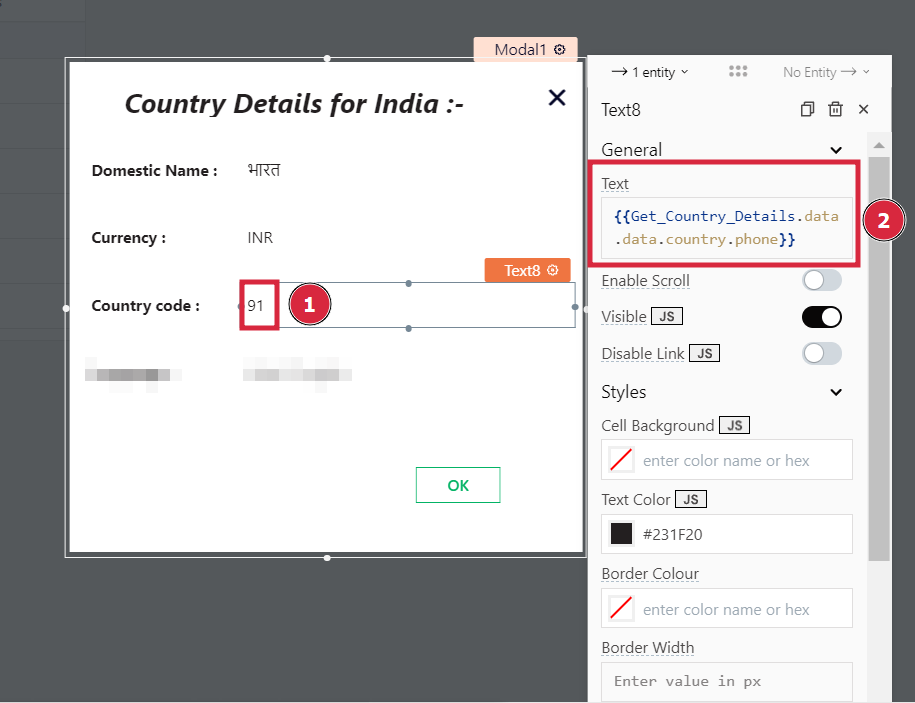 Modal1
Country Details for India :-
Domestic Name : भारत
Currency : INR
Text8
Country code : 91 1
OK
1 entity No Entity
Text8
General
Text
{{Get_Country_Details.data
.data.country.phone}}
2
Enable Scroll
Visible JS
Disable Link JS
Styles
Cell Background JS
enter color name or hex
Text Color JS
#231F20
Border Colour
enter color name or hex
Border Width
Enter value in px